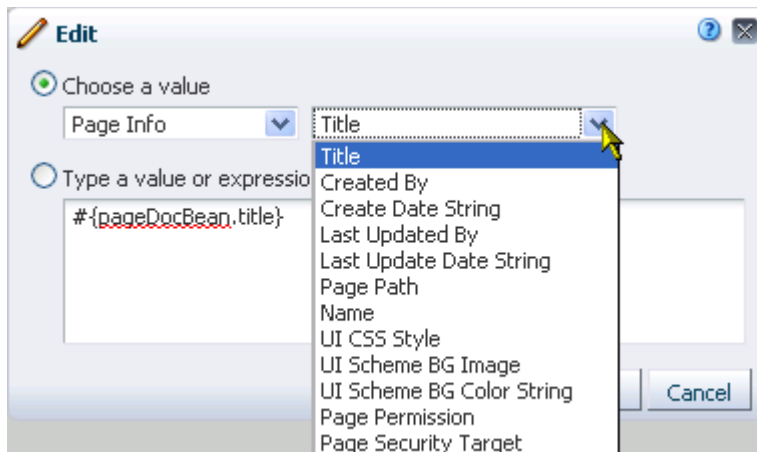 Edit
Choose a value
Page Info
Title
Title
Type a value or expressio
Created By
#{pageDocBean.title}
Create Date String
Last Updated By
Last Update Date String
Page Path
Name
UI CSS Style
UI Scheme BG Image
UI Scheme BG Color String
Cancel
Page Permission
Page Security Target